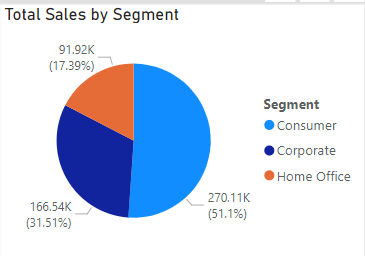 Total Sales by Segment
91.92K
(17.39%)
Segment
Consumer
Corporate
Home Office
270.11K
(51.1%)
166.54K
(31.51%)